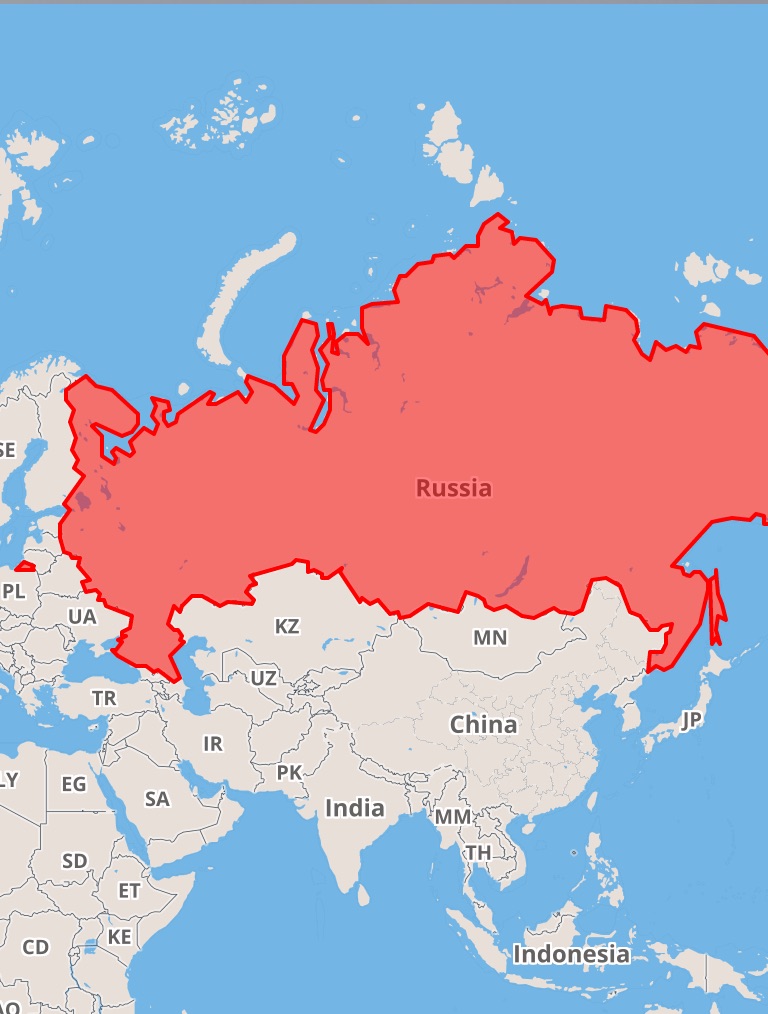 SE
Russia
PL
UA
KZ
MN
UZ
TR
China
JP
IR
LY
EG
PK
SA
India
MM
TH
SD
ET
KE
CD
Indonesia
AO